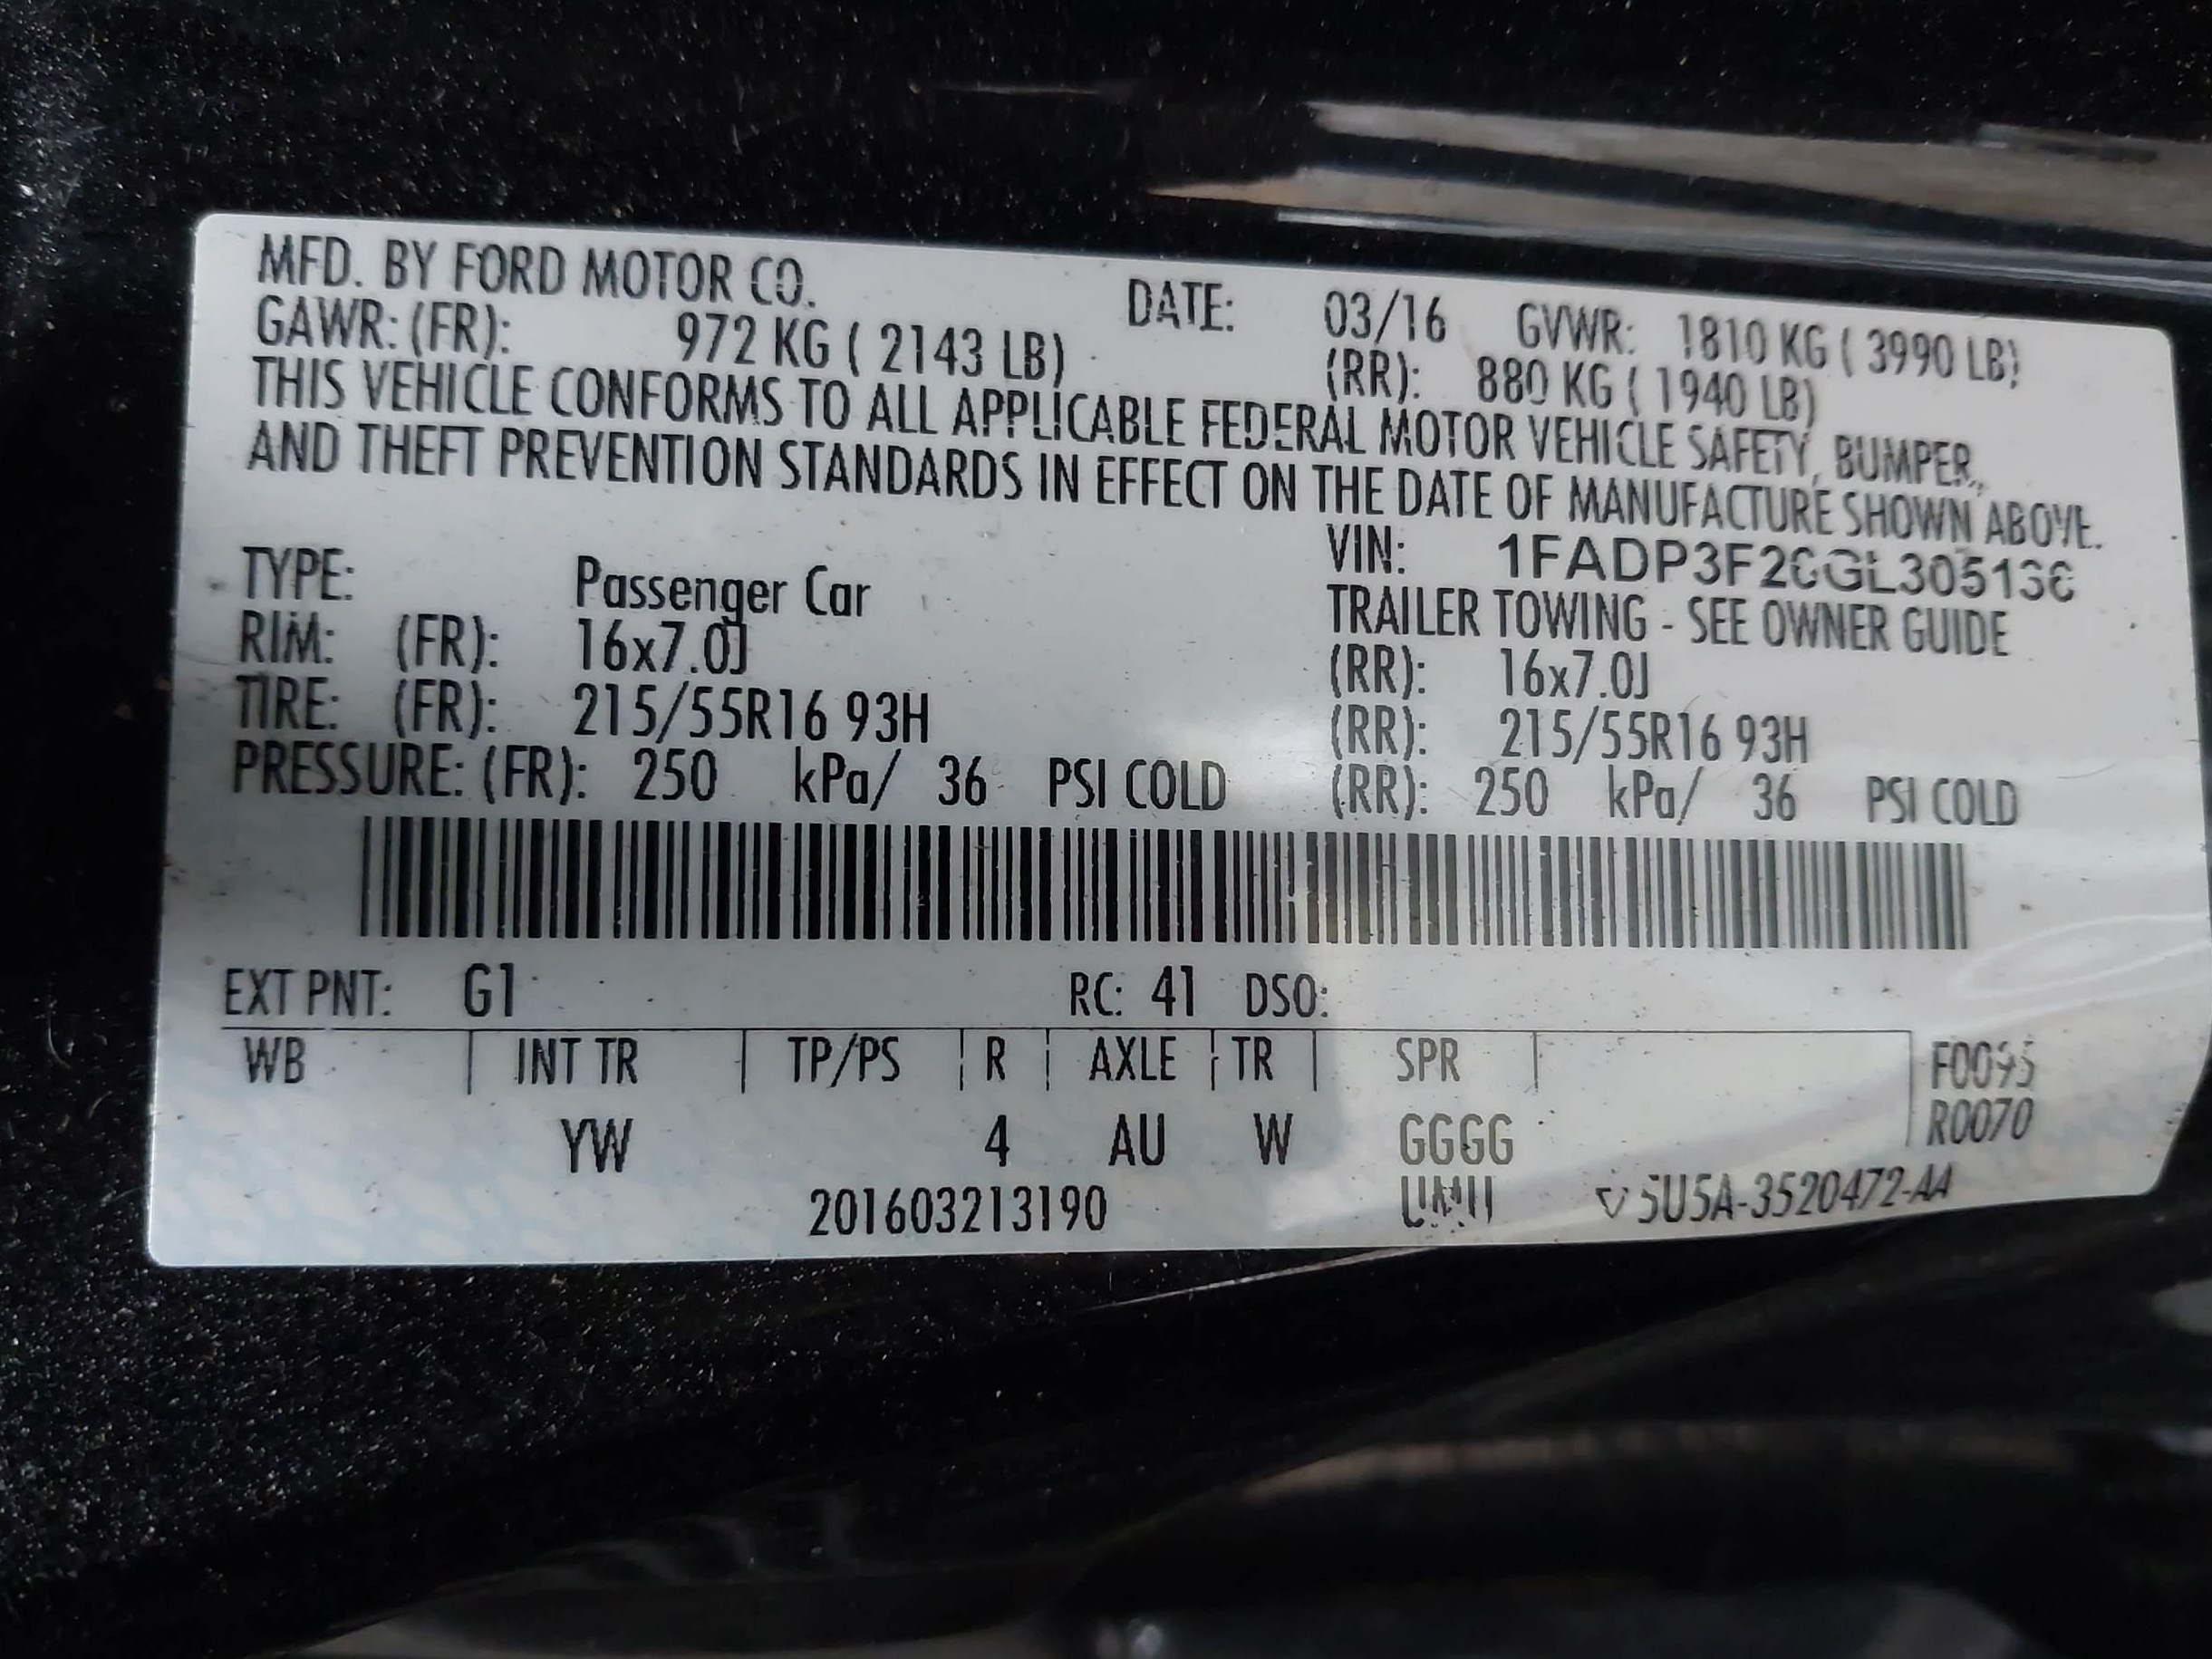 MFD. BY FORD MOTOR CO. DATE: 03/16 GVWR: 1810 KG ( 3990 LB)
GAWR: (FR): 972 KG ( 2143 LB) (RR): 880 KG ( 1940 LB)
THIS VEHICLE CONFORMS TO ALL APPLICABLE FEDERAL MOTOR VEHICLE SAFETY, BUMPER,
AND THEFT PREVENTION STANDARDS IN EFFECT ON THE DATE OF MANUFACTURE SHOWN ABOVE.
VIN:
TYPE: Passenger Car TRAILER TOWING - SEE OWNER GUIDE
RIM: (FR): 16x7.0J (RR): 16x7.0J
TIRE: (FR): 215/55R16 93H (RR): 215/55R16 93H
PRESSURE: (FR): 250 kPa/ 36 PSI COLD (RR): 250 kPa/ 36 PSI COLD
EXT PNT: G1 RC: 41 DSO:
WB INT TR TP/PS R AXLE TR SPR F0095
YW 4 AU W GGGG R0070
201603213190 5U5A-3520472-AA